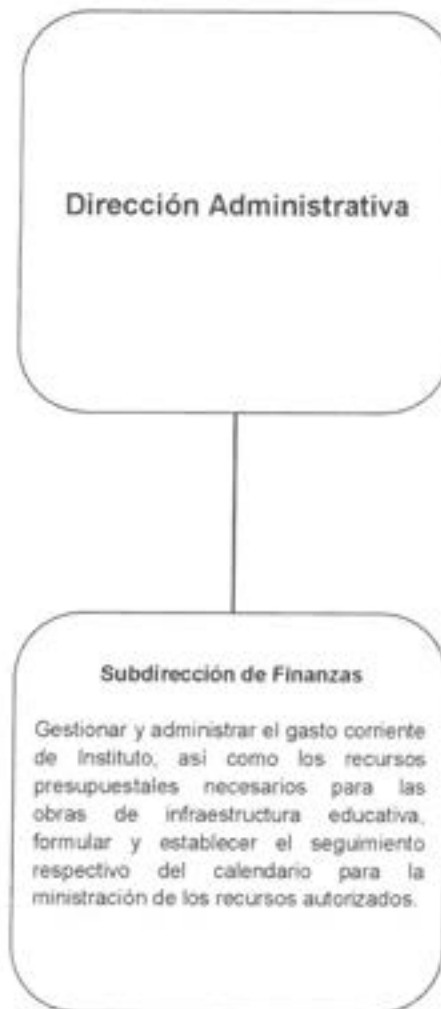 Dirección Administrativa
Subdirección de Finanzas
Gestionar y administrar el gasto corriente
de Instituto, así como los recursos
presupuestales necesarios para las
obras de infraestructura educativa,
formular y establecer el seguimiento
respectivo del calendario para la
ministración de los recursos autorizados.